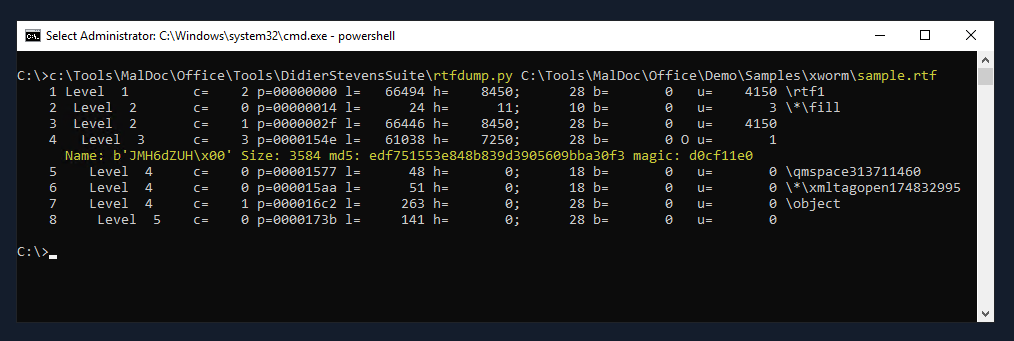 Select Administrator: C:\Windows\system32\cmd.exe - powershell
C:\>c:\Tools\MalDoc\Office\Tools\DidierStevensSuite\rtfdump.py C:\Tools\MalDoc\Office\Demo\Samples\xworm\sample.rtf
    1 Level  1        c=    2 p=00000000 l=   66494 h=    8450;      28 b=       0   u=    4150 \rtf1
    2  Level  2       c=    0 p=00000014 l=      24 h=      11;      10 b=       0   u=       3 \*\fill
    3  Level  2       c=    1 p=0000002f l=   66446 h=    8450;      28 b=       0   u=    4150
    4   Level  3      c=    3 p=0000154e l=   61038 h=    7250;      28 b=       0 O u=       1
      Name: b'JMH6dZUH\x00' Size: 3584 md5: edf751553e848b839d3905609bba30f3 magic: d0cf11e0
    5    Level  4     c=    0 p=00001577 l=      48 h=       0;      18 b=       0   u=       0 \qmspace313711460
    6    Level  4     c=    0 p=000015aa l=      51 h=       0;      18 b=       0   u=       0 \*\xmltagopen174832995
    7    Level  4     c=    1 p=000016c2 l=     263 h=       0;      28 b=       0   u=       0 \object
    8     Level  5    c=    0 p=0000173b l=     141 h=       0;      28 b=       0   u=       0
C:\>